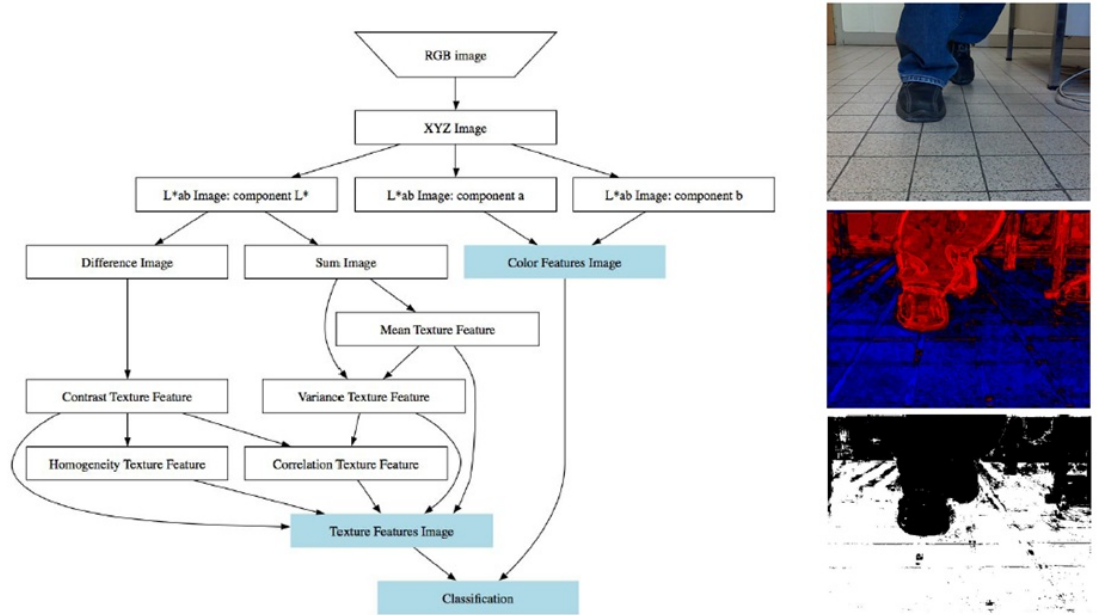 RGB image
XYZ Image
L*ab Image: component L*
L*ab Image: component a
L*ab Image: component b
Difference Image
Sum Image
Color Features Image
Mean Texture Feature
Contrast Texture Feature
Variance Texture Feature
Homogeneity Texture Feature
Correlation Texture Feature
Texture Features Image
Classification